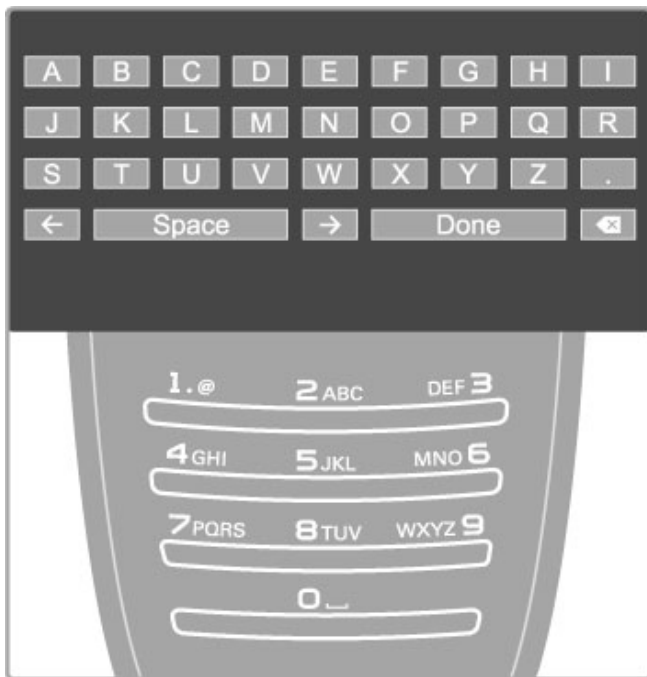 A B C D E F G H I
J K L M N O P Q R
S T U V W X Y Z .
← Space → Done
1.@ 2ABC DEF3
4GHI 5JKL MNO6
7PQRS 8TUV WXYZ9
0